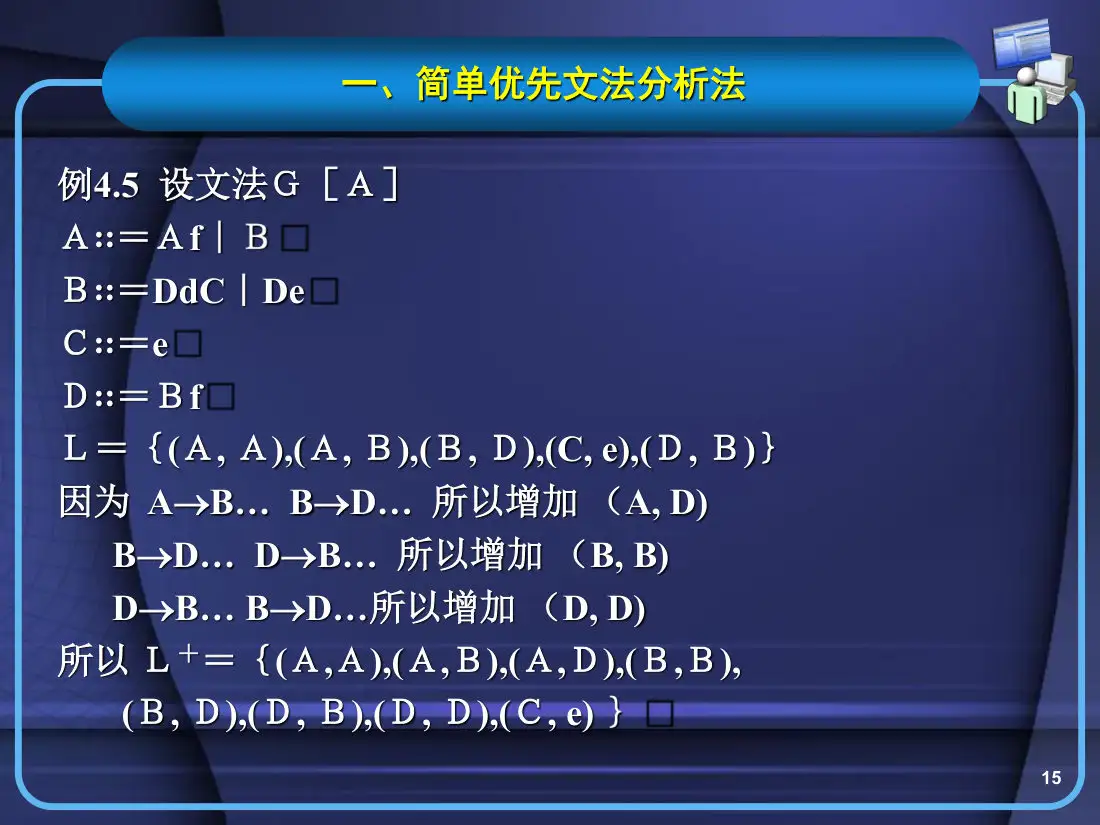 一、简单优先文法分析法
例4.5 设文法Ｇ［Ａ］
Ａ∷＝Ａf｜Ｂ□
Ｂ∷＝DdC｜De□
Ｃ∷＝e□
Ｄ∷＝Ｂf□
Ｌ＝｛(Ａ, Ａ),(Ａ, Ｂ),(Ｂ, Ｄ),(C, e),(Ｄ, Ｂ)｝
因为 A→B… B→D… 所以增加 （A, D)
B→D… D→B… 所以增加 （B, B)
D→B… B→D…所以增加 （D, D)
所以 Ｌ⁺＝｛(Ａ,Ａ),(Ａ,Ｂ),(Ａ,Ｄ),(Ｂ,Ｂ),
(Ｂ, Ｄ),(Ｄ, Ｂ),(Ｄ, Ｄ),(Ｃ, e) ｝□
15